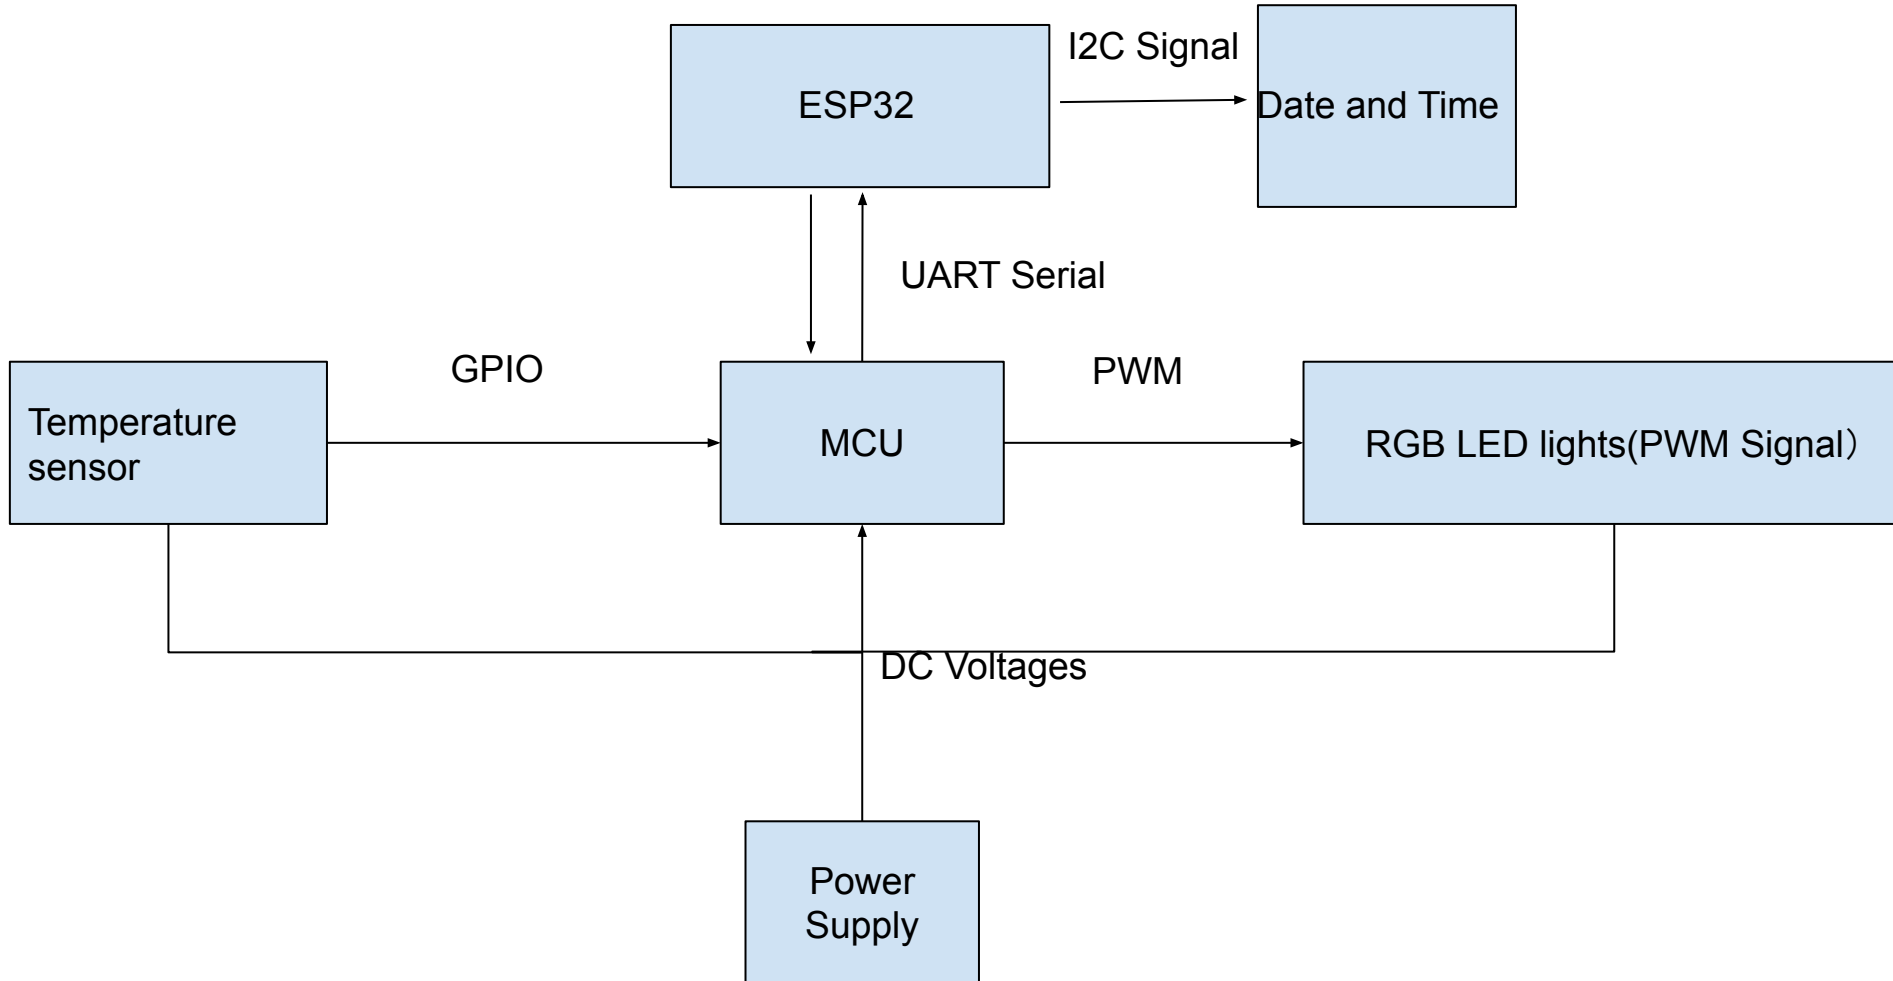 I2C Signal
ESP32
Date and Time
UART Serial
GPIO
PWM
Temperature
sensor
MCU
RGB LED lights(PWM Signal）
DC Voltages
Power
Supply